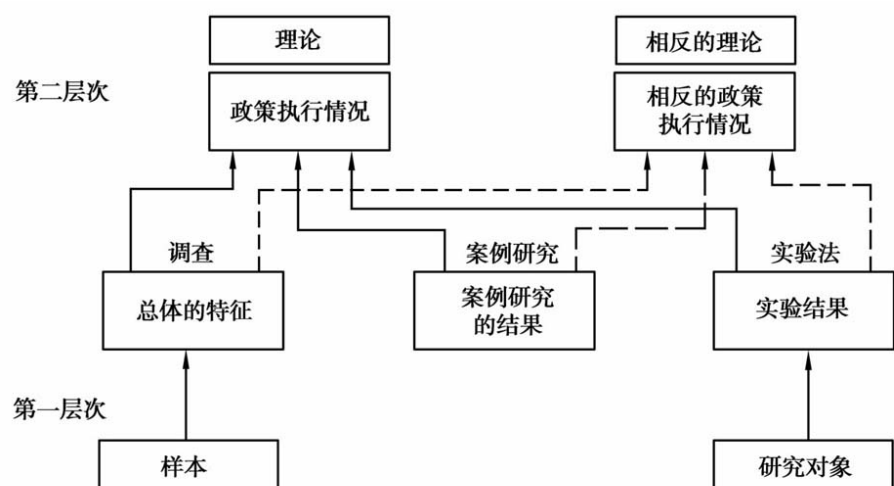 理论
相反的理论
第二层次
政策执行情况
相反的政策
执行情况
调查
案例研究
实验法
总体的特征
案例研究
的结果
实验结果
第一层次
样本
研究对象